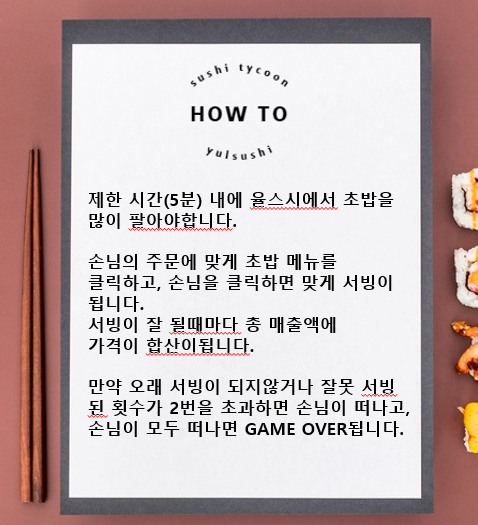 sushi tycoon
HOW TO
yulsushi
제한 시간(5분) 내에 율스시에서 초밥을
많이 팔아야합니다.
손님의 주문에 맞게 초밥 메뉴를
클릭하고, 손님을 클릭하면 맞게 서빙이
됩니다.
서빙이 잘 될때마다 총 매출액에
가격이 합산이됩니다.
만약 오래 서빙이 되지않거나 잘못 서빙
된 횟수가 2번을 초과하면 손님이 떠나고,
손님이 모두 떠나면 GAME OVER됩니다.